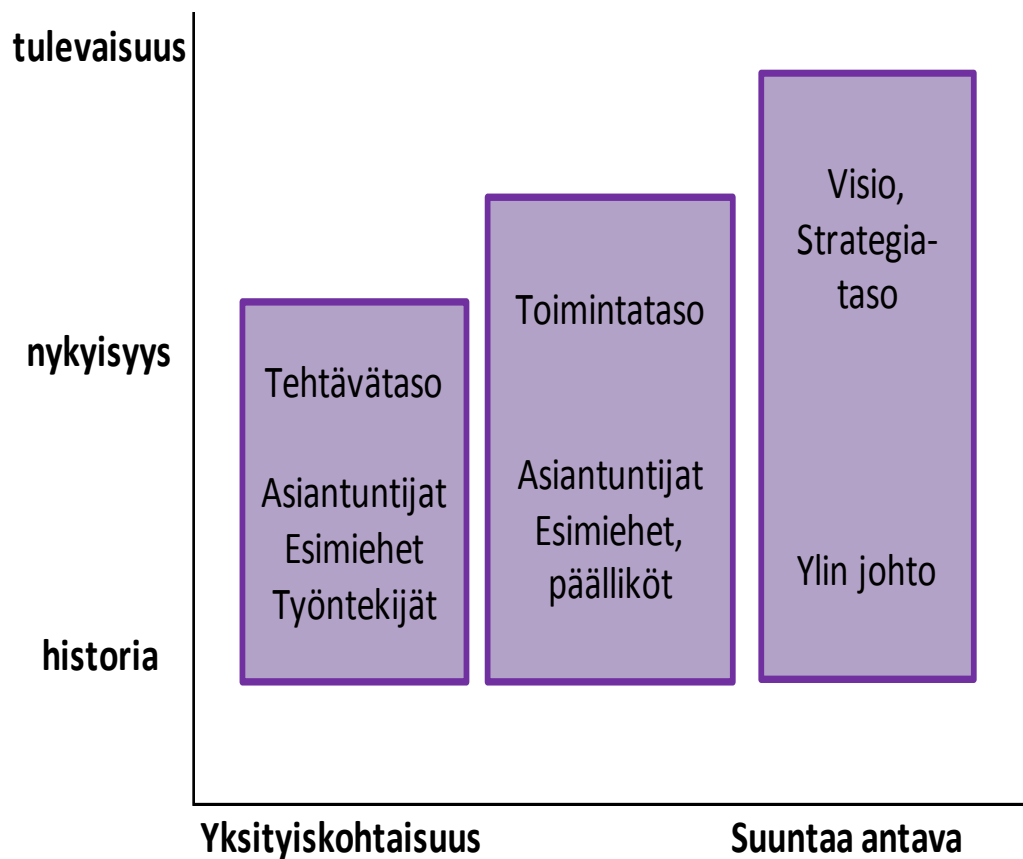 tulevaisuus
nykyisyys
historia
Tehtävätaso
Asiantuntijat
Esimiehet
Työntekijät
Toimintataso
Asiantuntijat
Esimiehet,
päälliköt
Visio,
Strategia-
taso
Ylin johto
Yksityiskohtaisuus
Suuntaa antava